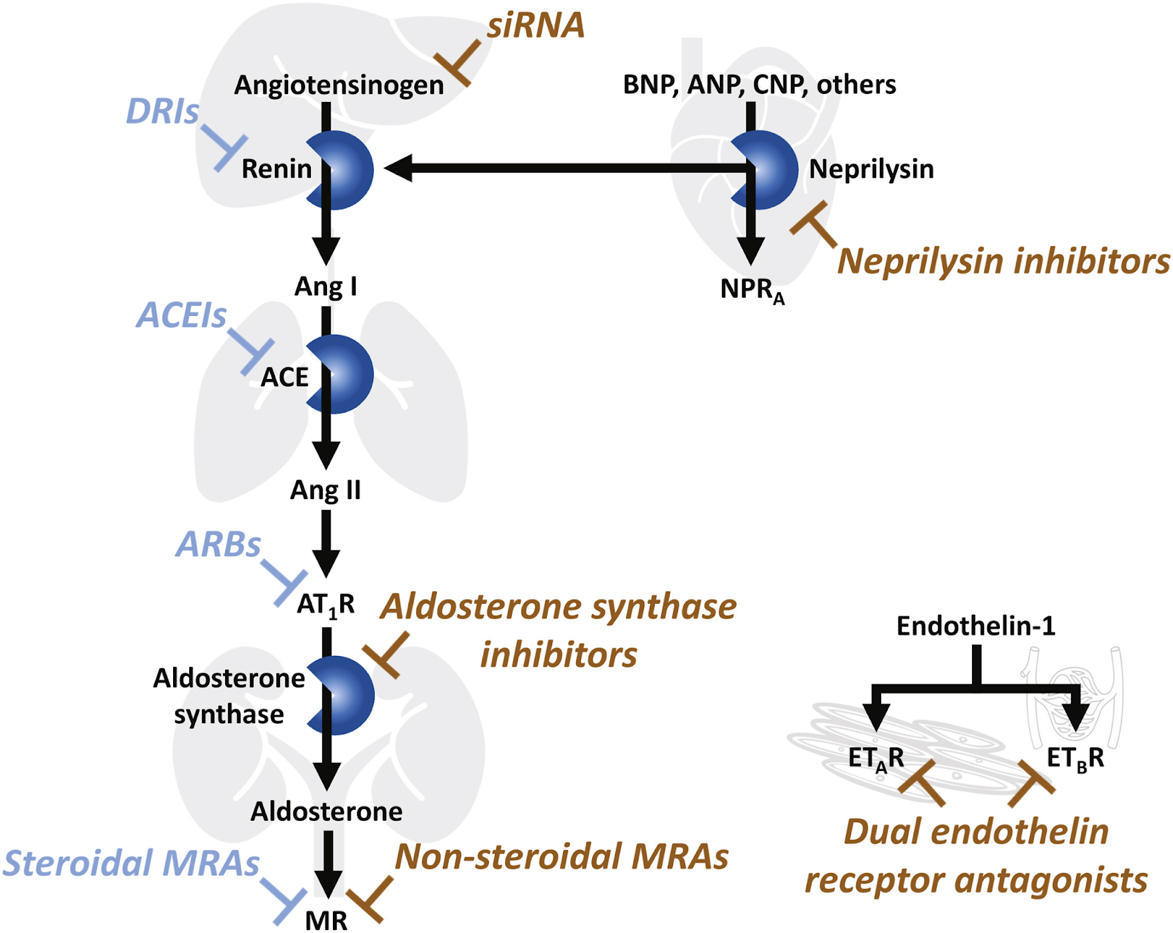 siRNA
Angiotensinogen
BNP, ANP, CNP, others
DRIs
Renin
Neprilysin
Neprilysin inhibitors
Ang I
NPRA
ACEIs
ACE
Ang II
ARBs
AT1R
Aldosterone synthase
inhibitors
Endothelin-1
Aldosterone
synthase
ETAR
ETBR
Aldosterone
Dual endothelin
receptor antagonists
Steroidal MRAs
Non-steroidal MRAs
MR